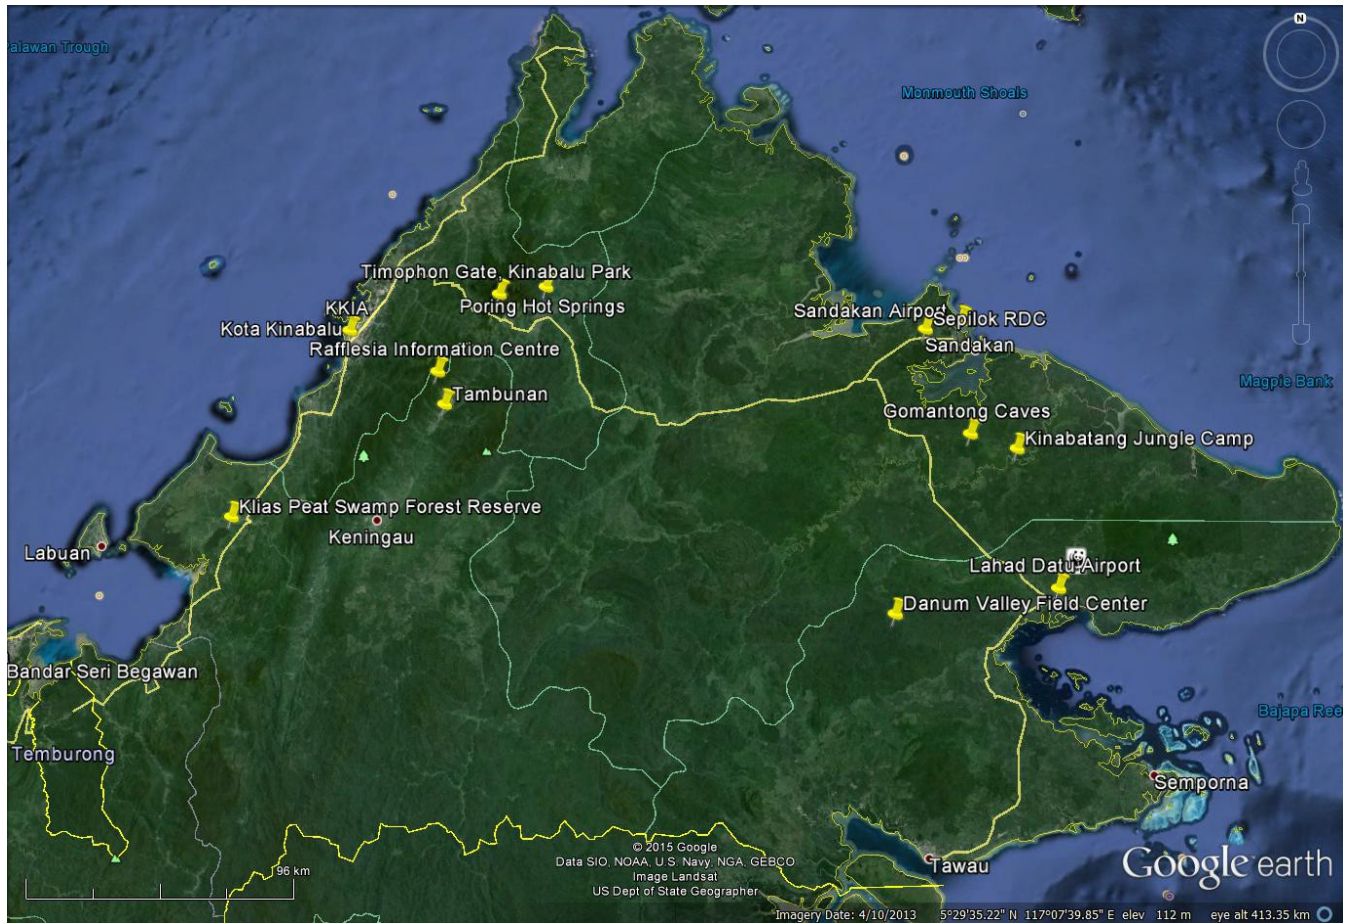 N
alawan Trough
Monmouth Shoals
Timophon Gate, Kinabalu Park
Poring Hot Springs
KKIA
Kota Kinabalu
Sandakan Airport
Sepilok RDC
Sandakan
Rafflesia Information Centre
Magpie Bank
Tambunan
Gomantong Caves
Kinabatang Jungle Camp
Klias Peat Swamp Forest Reserve
Keningau
Labuan
Lahad Datu Airport
Danum Valley Field Center
Bandar Seri Begawan
Bajapa Ree
Temburong
Semporna
Tawau
© 2015 Google
Data SIO, NOAA, U.S. Navy, NGA, GEBCO
Image Landsat
US Dept of State Geographer
Google earth
96 km
Imagery Date: 4/10/2013 5°29'35.22" N 117°07'39.85" E elev 112 m eye alt 413.35 km